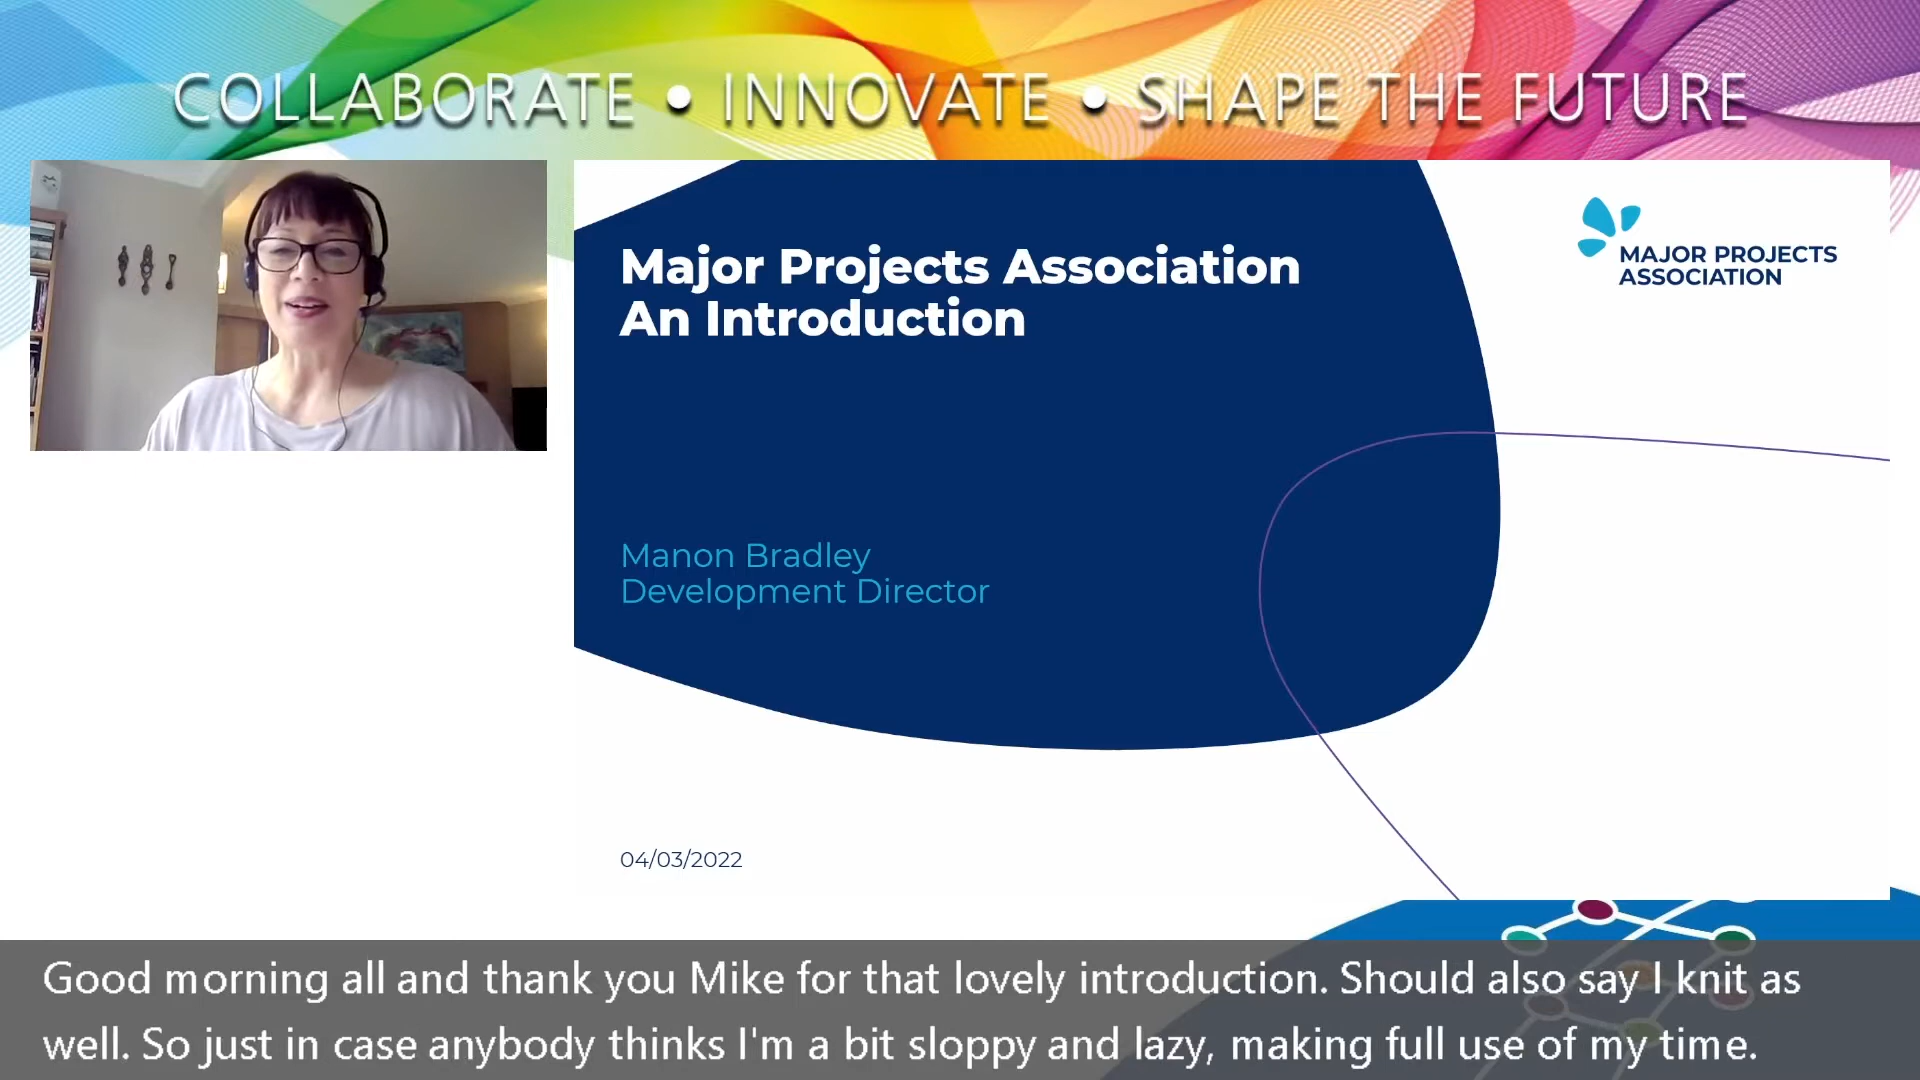 COLLABORATE • INNOVATE • SHAPE THE FUTURE
Major Projects Association
An Introduction
MAJOR PROJECTS
ASSOCIATION
Manon Bradley
Development Director
04/03/2022
Good morning all and thank you Mike for that lovely introduction. Should also say I knit as
well. So just in case anybody thinks I'm a bit sloppy and lazy, making full use of my time.